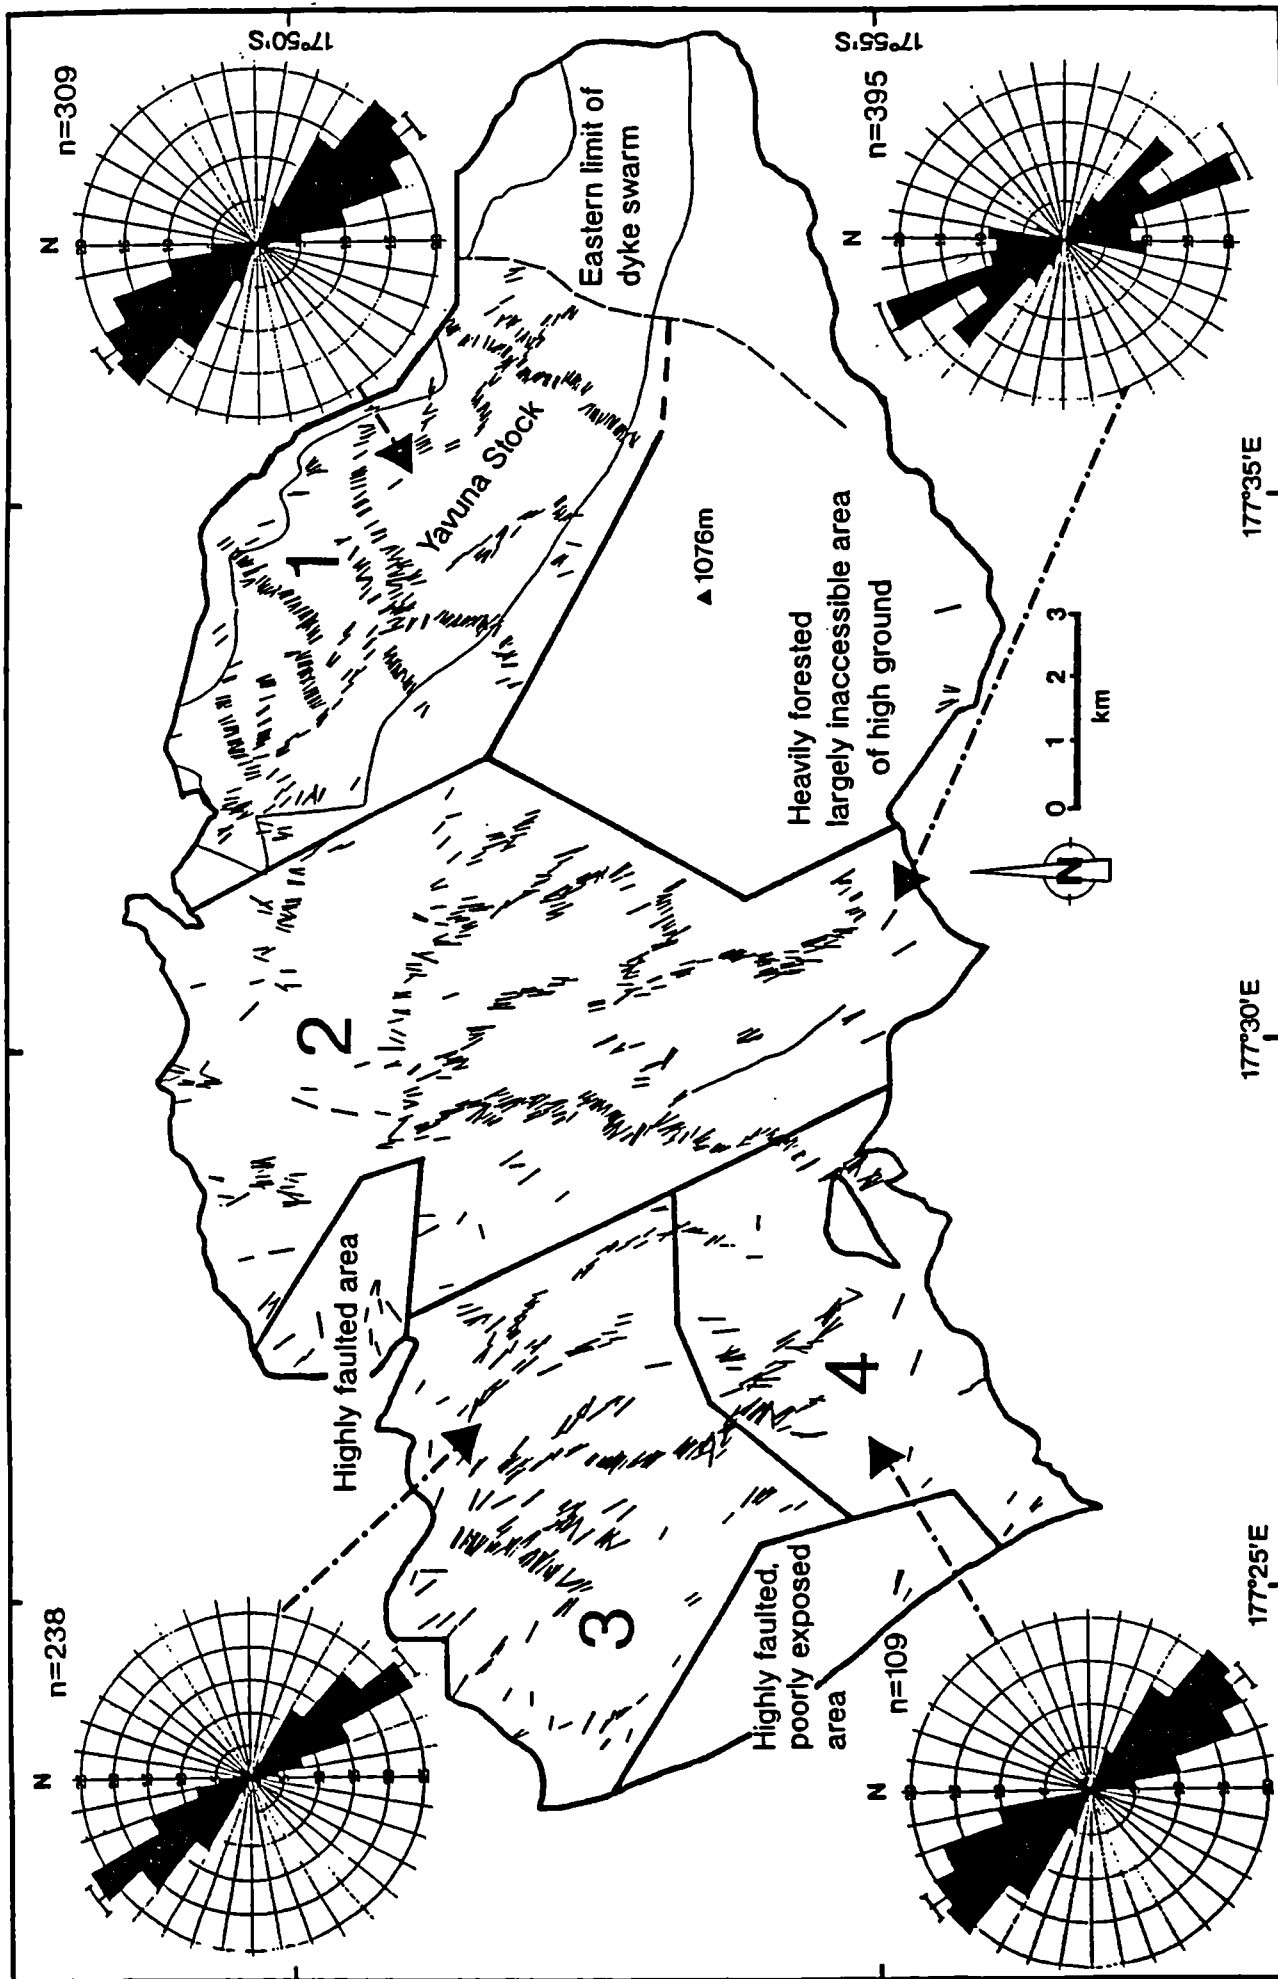 N
n=238
Highly faulted area
3
Highly faulted,
poorly exposed
area
N
n=109
4
177°25'E
2
177°30'E
1
Yavuna Stock
Eastern limit of
dyke swarm
▲1076m
Heavily forested
largely inaccessible area
of high ground
0 1 2 3
km
N
177°35'E
N
n=309
17°50'S
17°55'S
N
n=395